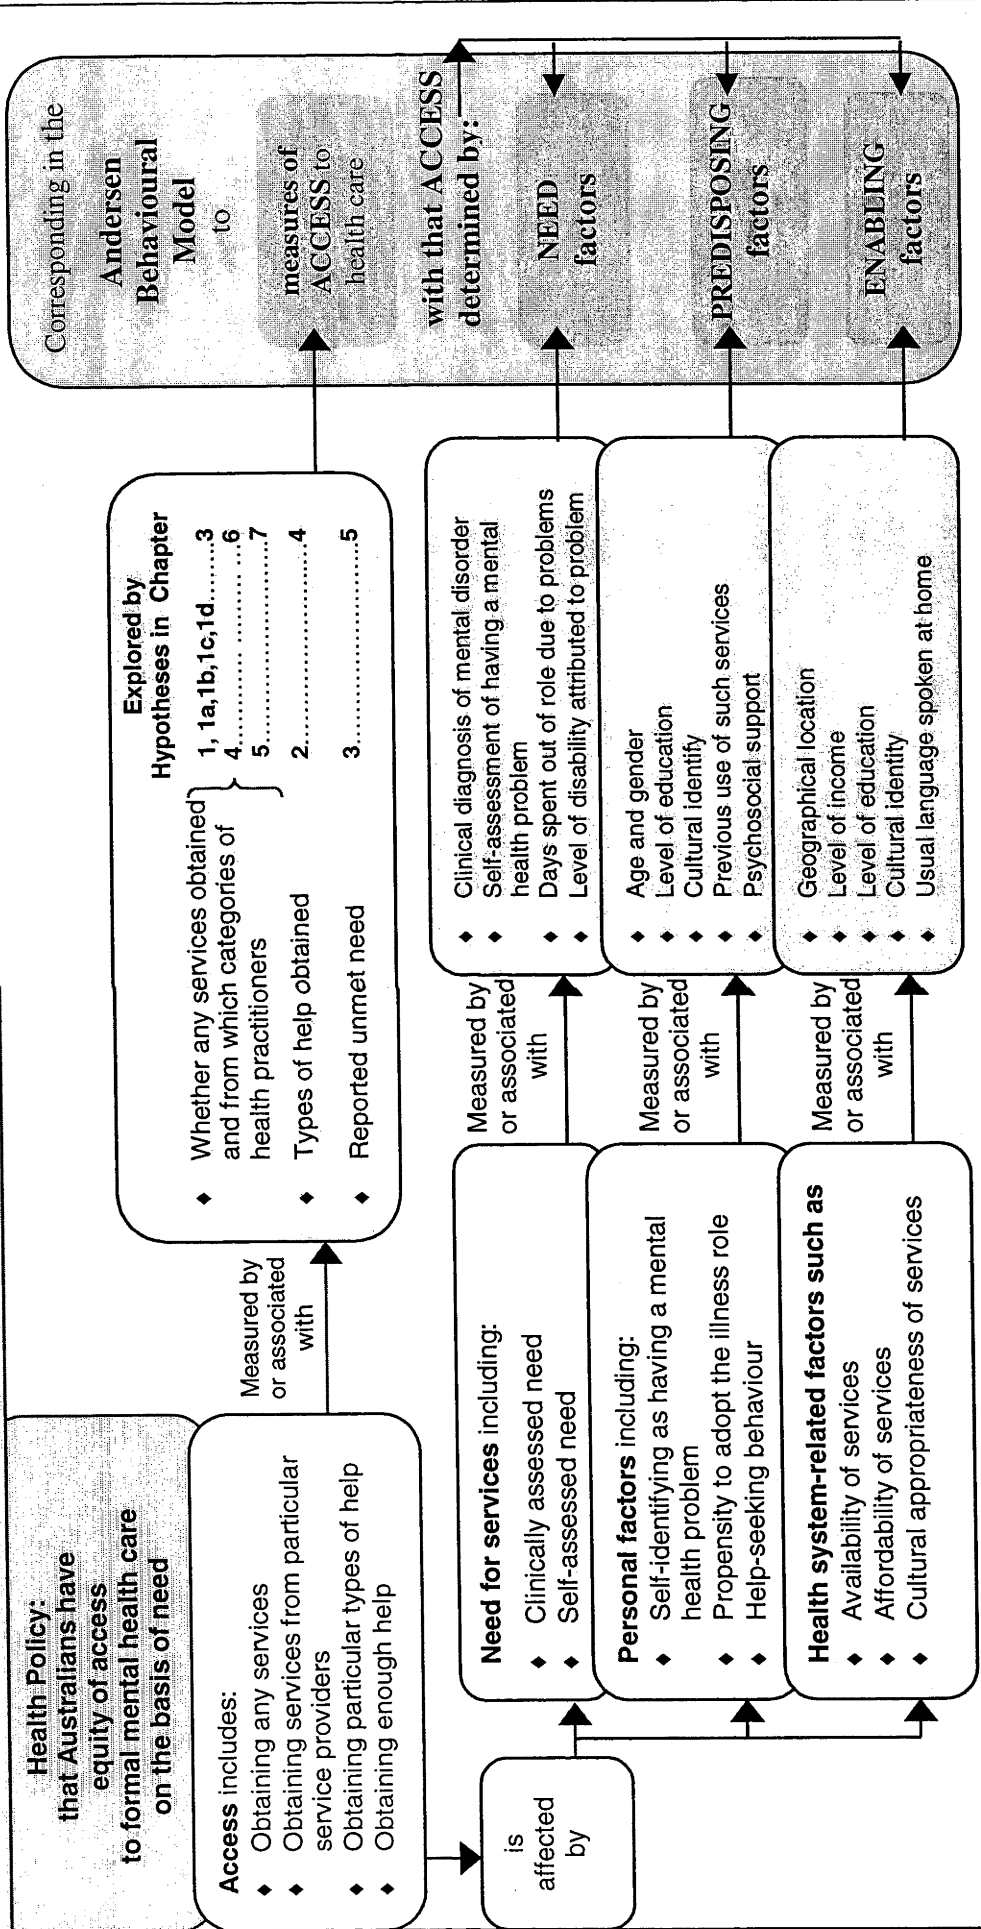 Health Policy:
that Australians have
equity of access
to formal mental health care
on the basis of need
Access includes:
♦ Obtaining any services
♦ Obtaining services from particular
service providers
♦ Obtaining particular types of help
♦ Obtaining enough help
Measured by
or associated
with
Explored by
Hypotheses in Chapter
♦ Whether any services obtained
and from which categories of
health practitioners
1, 1a,1b,1c,1d.......3
4..............................6
5..............................7
♦ Types of help obtained 2..............................4
♦ Reported unmet need 3..............................5
Corresponding in the
Andersen
Behavioural
Model
to
measures of
ACCESS to
health care
with that ACCESS
determined by:
is
affected
by
Need for services including:
♦ Clinically assessed need
♦ Self-assessed need
Measured by
or associated
with
♦ Clinical diagnosis of mental disorder
♦ Self-assessment of having a mental
health problem
♦ Days spent out of role due to problems
♦ Level of disability attributed to problem
NEED
factors
Personal factors including:
♦ Self-identifying as having a mental
health problem
♦ Propensity to adopt the illness role
♦ Help-seeking behaviour
Measured by
or associated
with
♦ Age and gender
♦ Level of education
♦ Cultural identify
♦ Previous use of such services
♦ Psychosocial support
PREDISPOSING
factors
Health system-related factors such as
♦ Availability of services
♦ Affordability of services
♦ Cultural appropriateness of services
Measured by
or associated
with
♦ Geographical location
♦ Level of income
♦ Level of education
♦ Cultural identity
♦ Usual language spoken at home
ENABLING
factors